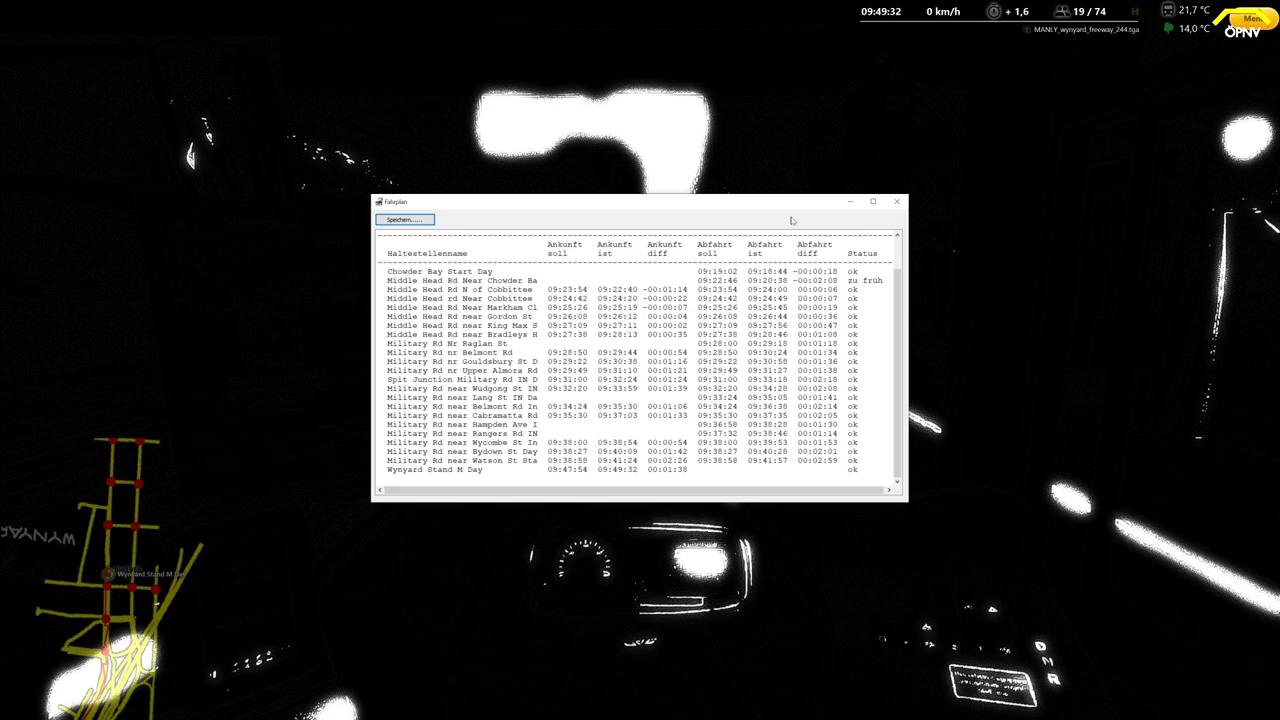 09:49:32 0 km/h + 1,6 19 / 74 H 21,7 °C
MANLY_wynyard_freeway_244.tga 14,0 °C
ÖPNV
Fahrplan
Speichern......
Ankunft Ankunft Ankunft Abfahrt Abfahrt Abfahrt
Haltestellenname soll ist diff soll ist diff Status
Chowder Bay Start Day 09:19:02 09:18:44 -00:00:18 ok
Middle Head Rd Near Chowder Ba 09:22:46 09:20:38 -00:02:08 zu früh
Middle Head Rd N of Cobbittee 09:23:54 09:22:40 -00:01:14 09:23:54 09:24:00 00:00:06 ok
Middle Head rd Near Cobbittee 09:24:42 09:24:20 -00:00:22 09:24:42 09:24:49 00:00:07 ok
Middle Head Rd Near Markham Cl 09:25:26 09:25:19 -00:00:07 09:25:26 09:25:45 00:00:19 ok
Middle Head Rd near Gordon St 09:26:08 09:26:12 00:00:04 09:26:08 09:26:44 00:00:36 ok
Middle Head Rd near King Max S 09:27:09 09:27:11 00:00:02 09:27:09 09:27:56 00:00:47 ok
Middle Head Rd near Bradleys H 09:27:38 09:28:13 00:00:35 09:27:38 09:28:46 00:01:08 ok
Military Rd Nr Raglan St 09:28:00 09:29:18 00:01:18 ok
Military Rd nr Belmont Rd 09:28:50 09:29:44 00:00:54 09:28:50 09:30:24 00:01:34 ok
Military Rd nr Gouldsbury St D 09:29:22 09:30:38 00:01:16 09:29:22 09:30:58 00:01:36 ok
Military Rd nr Upper Almora Rd 09:29:49 09:31:10 00:01:21 09:29:49 09:31:27 00:01:38 ok
Spit Junction Military Rd IN D 09:31:00 09:32:24 00:01:24 09:31:00 09:33:18 00:02:18 ok
Military Rd near Wudgong St IN 09:32:20 09:33:59 00:01:39 09:32:20 09:34:28 00:02:08 ok
Military Rd near Lang St IN Da 09:33:24 09:35:05 00:01:41 ok
Military Rd near Belmont Rd In 09:34:24 09:35:30 00:01:06 09:34:24 09:36:38 00:02:14 ok
Military Rd near Cabramatta Rd 09:35:30 09:37:03 00:01:33 09:35:30 09:37:35 00:02:05 ok
Military Rd near Hampden Ave I 09:36:58 09:38:28 00:01:30 ok
Military Rd near Rangers Rd IN 09:37:32 09:38:46 00:01:14 ok
Military Rd near Wycombe St In 09:38:00 09:38:54 00:00:54 09:38:00 09:39:53 00:01:53 ok
Military Rd near Bydown St Day 09:38:27 09:40:09 00:01:42 09:38:27 09:40:28 00:02:01 ok
Military Rd near Watson St Sta 09:38:58 09:41:24 00:02:26 09:38:58 09:41:57 00:02:59 ok
Wynyard Stand M Day 09:47:54 09:49:32 00:01:38 ok
Wynyard Stand M Day
D
N
R